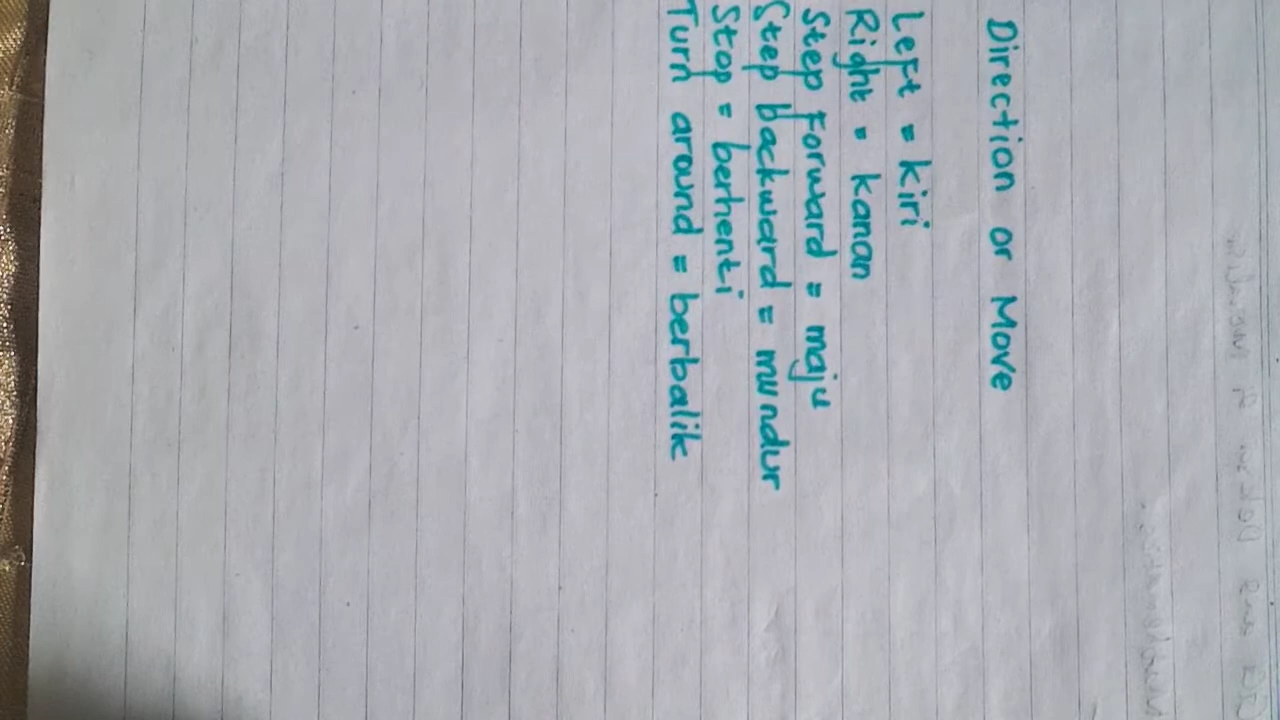 Direction or Move
Left = kiri
Right = kanan
Step Forward = maju
Step backward = mundur
Stop = berhenti
Turn around = berbalik